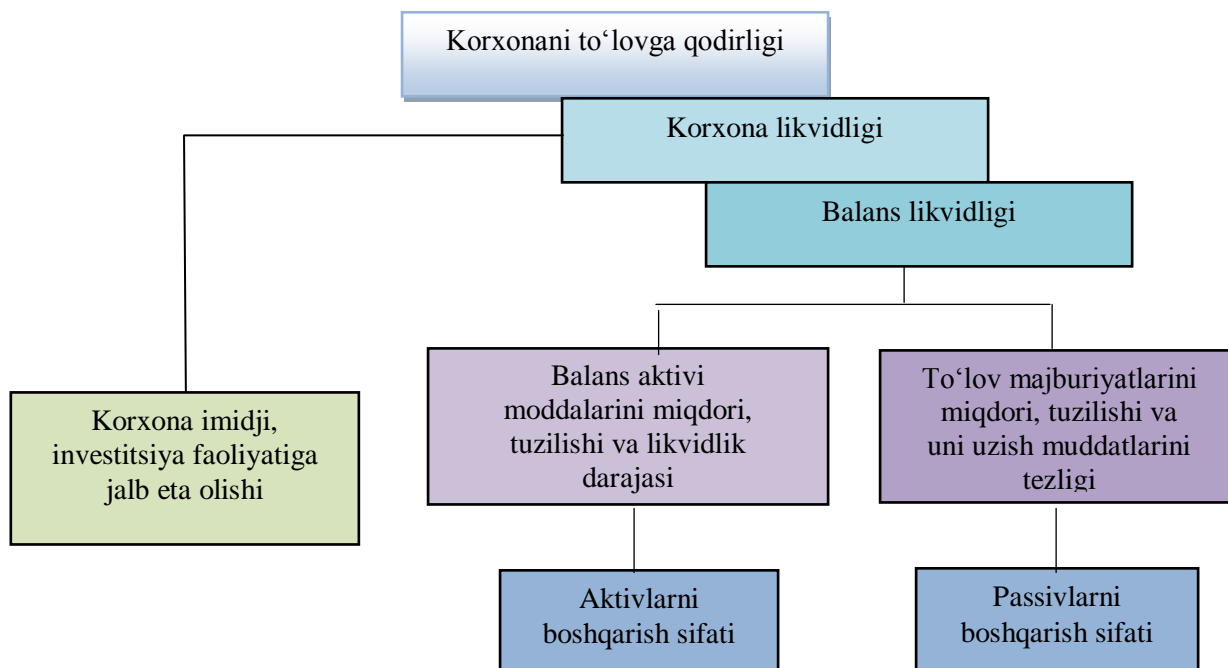 Korxonani to‘lovga qodirligi
Korxona likvidligi
Balans likvidligi
Korxona imidji,
investitsiya faoliyatiga
jalb eta olishi
Balans aktivi
moddalarini miqdori,
tuzilishi va likvidlik
darajasi
To‘lov majburiyatlarini
miqdori, tuzilishi va
uni uzish muddatlarini
tezligi
Aktivlarni
boshqarish sifati
Passivlarni
boshqarish sifati